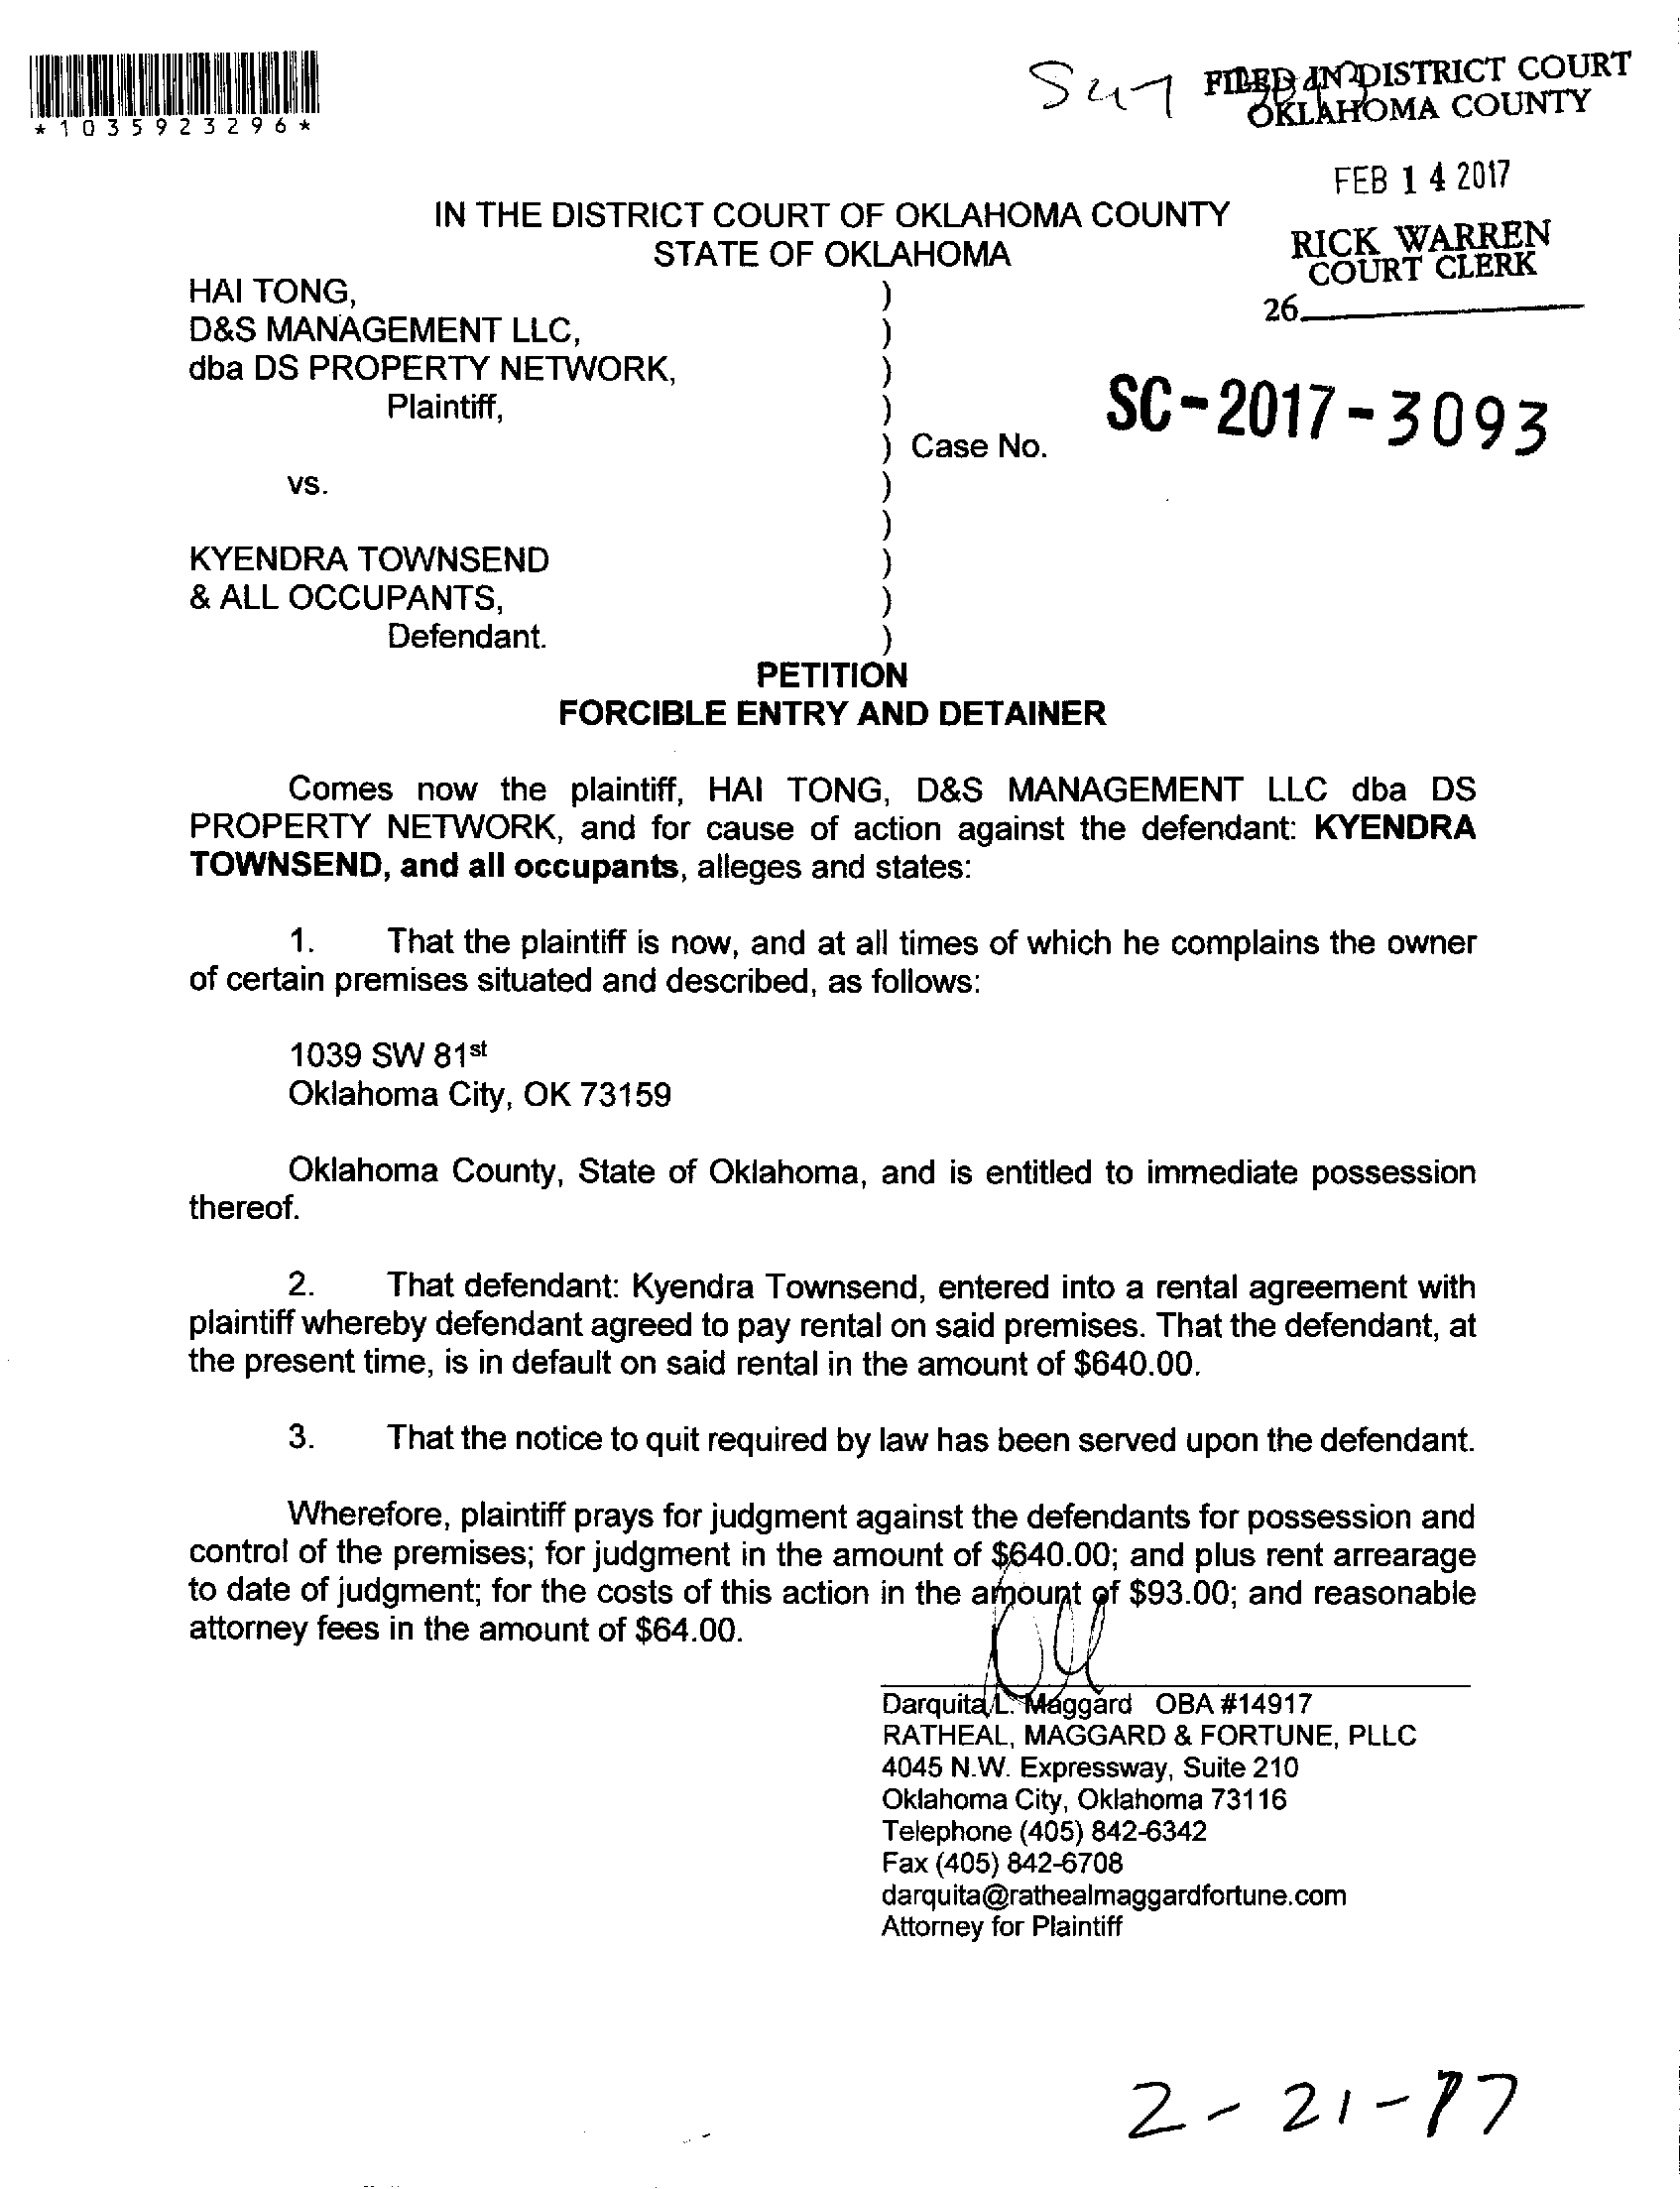 *1035923296*
FILED IN DISTRICT COURT
OKLAHOMA COUNTY
FEB 14 2017
RICK WARREN
COURT CLERK
26
IN THE DISTRICT COURT OF OKLAHOMA COUNTY
STATE OF OKLAHOMA
HAI TONG, )
D&S MANAGEMENT LLC, )
dba DS PROPERTY NETWORK, )
Plaintiff, )
) Case No. SC-2017-3093
vs. )
)
KYENDRA TOWNSEND )
& ALL OCCUPANTS, )
Defendant. )
PETITION
FORCIBLE ENTRY AND DETAINER
Comes now the plaintiff, HAI TONG, D&S MANAGEMENT LLC dba DS
PROPERTY NETWORK, and for cause of action against the defendant: KYENDRA
TOWNSEND, and all occupants, alleges and states:
1. That the plaintiff is now, and at all times of which he complains the owner
of certain premises situated and described, as follows:
1039 SW 81st
Oklahoma City, OK 73159
Oklahoma County, State of Oklahoma, and is entitled to immediate possession
thereof.
2. That defendant: Kyendra Townsend, entered into a rental agreement with
plaintiff whereby defendant agreed to pay rental on said premises. That the defendant, at
the present time, is in default on said rental in the amount of $640.00.
3. That the notice to quit required by law has been served upon the defendant.
Wherefore, plaintiff prays for judgment against the defendants for possession and
control of the premises; for judgment in the amount of $640.00; and plus rent arrearage
to date of judgment; for the costs of this action in the amount of $93.00; and reasonable
attorney fees in the amount of $64.00.
Darquita L. Maggard OBA #14917
RATHEAL, MAGGARD & FORTUNE, PLLC
4045 N.W. Expressway, Suite 210
Oklahoma City, Oklahoma 73116
Telephone (405) 842-6342
Fax (405) 842-6708
darquita@rathealmaggardfortune.com
Attorney for Plaintiff
2-21-17